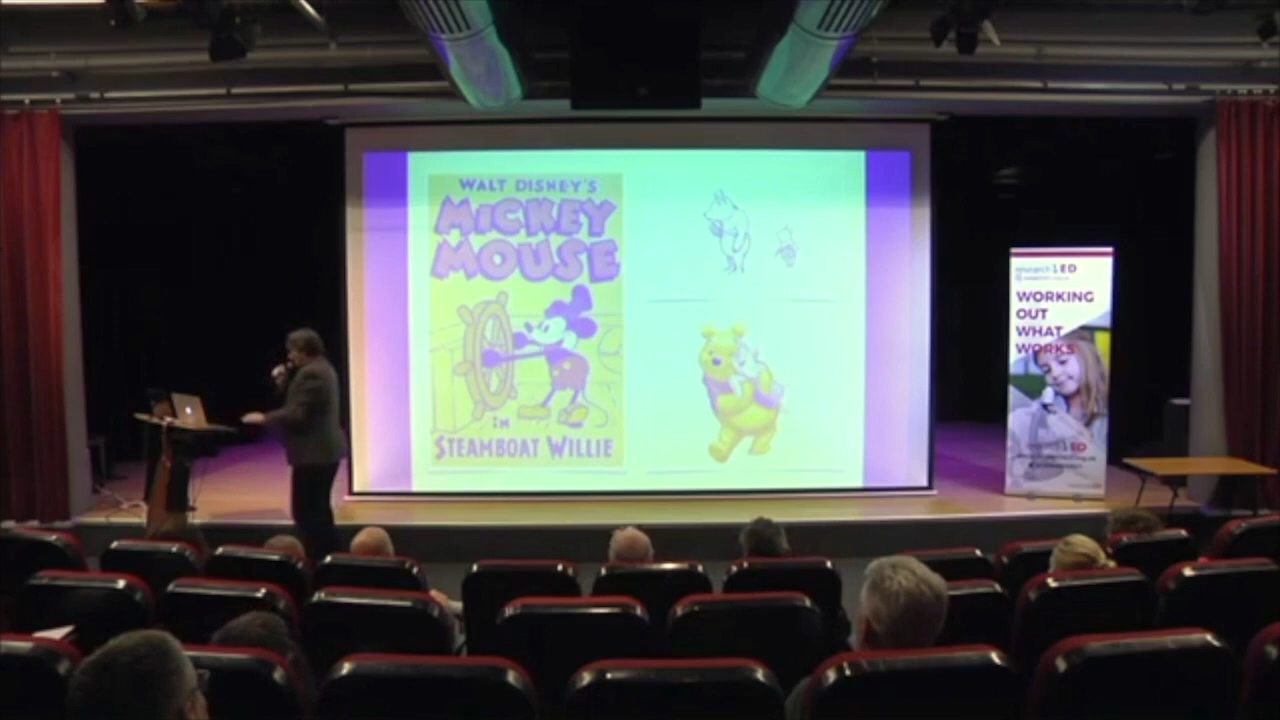 WALT DISNEY'S
MICKEY
MOUSE
IN
STEAMBOAT WILLIE
researchED
WORKING
OUT
WHAT
WORKS